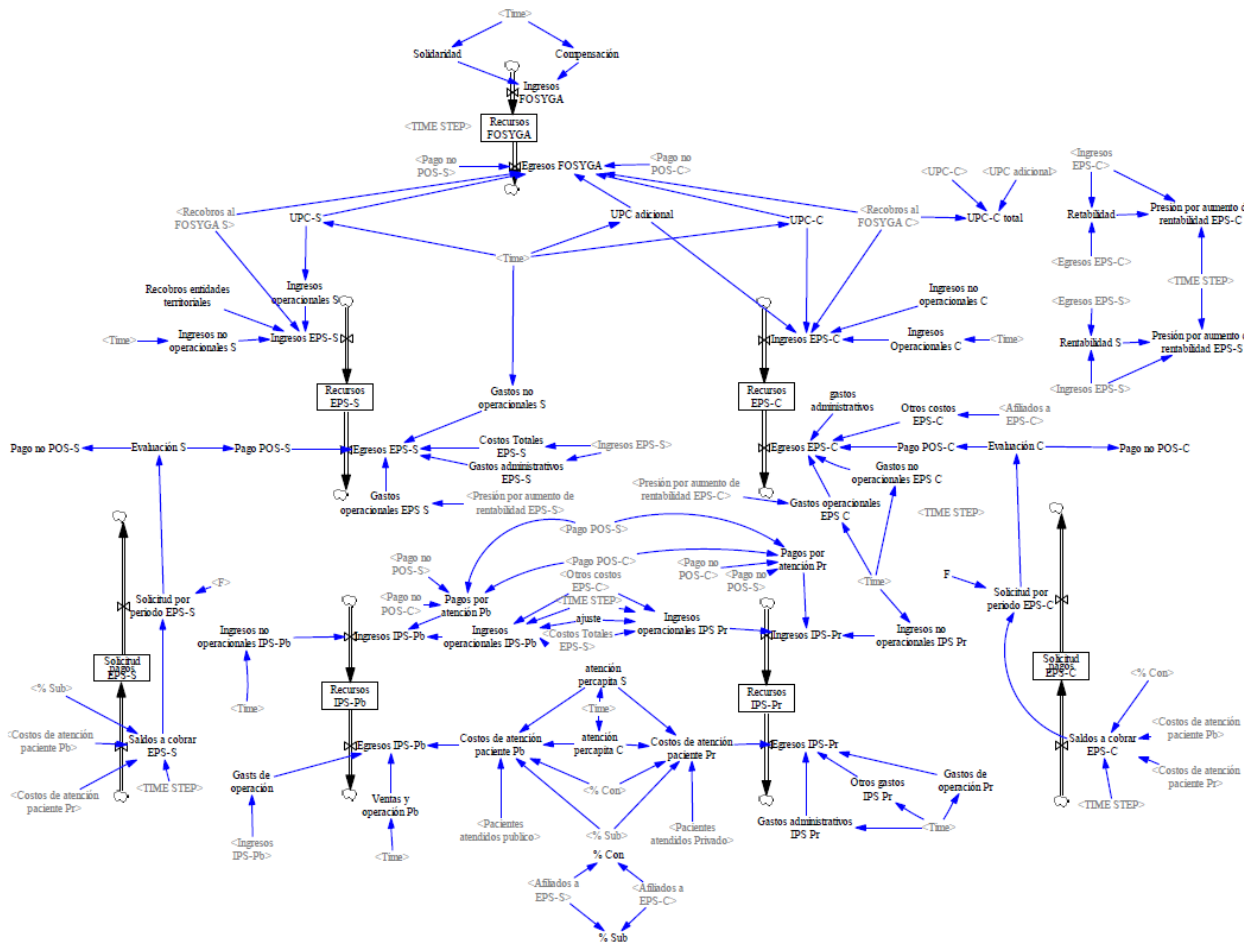 <Time>
Solidaridad
Compensación
Ingresos
FOSYGA
<TIME STEP>
Recursos
FOSYGA
<Pago no
POS-S>
Egresos FOSYGA
<Pago no
POS-C>
<Ingresos
EPS-C>
<UPC-C>
<UPC adicional>
<Recobros al
FOSYGA S>
UPC-S
UPC adicional
UPC-C
<Recobros al
FOSYGA C>
UPC-C total
Retabilidad
Presión por aumento de
rentabilidad EPS-C
<Time>
<Egresos EPS-C>
<TIME STEP>
Recobros entidades
territoriales
Ingresos
operacionales S
Ingresos no
operacionales C
<Egresos EPS-S>
<Time>
Ingresos no
operacionales S
Ingresos EPS-S
Ingresos EPS-C
Ingresos
Operacionales C
<Time>
Rentabilidad S
Presión por aumento de
rentabilidad EPS-S
<Ingresos EPS-S>
Recursos
EPS-S
Gastos no
operacionales S
Recursos
EPS-C
gastos
administrativos
Otros costos
EPS-C
<Afiliados a
EPS-C>
Pago no POS-S
Evaluación S
Pago POS-S
Egresos EPS-S
Costos Totales
EPS-S
<Ingresos EPS-S>
Gastos administrativos
EPS-S
Egresos EPS-C
Pago POS-C
Evaluación C
Pago no POS-C
Gastos no
operacionales EPS C
Gastos
operacionales EPS S
<Presión por aumento de
rentabilidad EPS-S>
<Presión por aumento de
rentabilidad EPS-C>
Gastos operacionales
EPS C
<TIME STEP>
<Pago POS-S>
<Pago no
POS-S>
<Pago POS-C>
<Otros costos
EPS-C>
<TIME STEP>
Pagos por
atención Pr
<Pago no
POS-C>
<Pago no
POS-S>
<Time>
F
<F>
Solicitud por
periodo EPS-S
<Pago no
POS-C>
Pagos por
atención Pb
Solicitud por
periodo EPS-C
Ingresos no
operacionales IPS-Pb
Ingresos IPS-Pb
Ingresos
operacionales IPS-Pb
ajuste
<Costos Totales
EPS-S>
Ingresos
operacionales IPS Pr
Ingresos IPS-Pr
Ingresos no
operacionales IPS Pr
Solicitud
pagos
EPS-S
Solicitud
pagos
EPS-C
<% Sub>
<Time>
Recursos
IPS-Pb
atención
percapita S
<Time>
Recursos
IPS-Pr
<% Con>
<Costos de atención
paciente Pb>
Saldos a cobrar
EPS-S
Egresos IPS-Pb
Costos de atención
paciente Pb
atención
percapita C
Costos de atención
paciente Pr
Egresos IPS-Pr
Saldos a cobrar
EPS-C
<Costos de atención
paciente Pb>
<Costos de atención
paciente Pr>
<TIME STEP>
Gasts de
operación
Ventas y
operación Pb
<% Con>
Otros gastos
IPS Pr
Gastos de
operación Pr
<Costos de atención
paciente Pr>
<TIME STEP>
<Ingresos
IPS-Pb>
<Time>
<Pacientes
atendidos publico>
<% Sub>
<Pacientes
atendidos Privado>
Gastos administrativos
IPS Pr
<Time>
% Con
<Afiliados a
EPS-S>
<Afiliados a
EPS-C>
% Sub